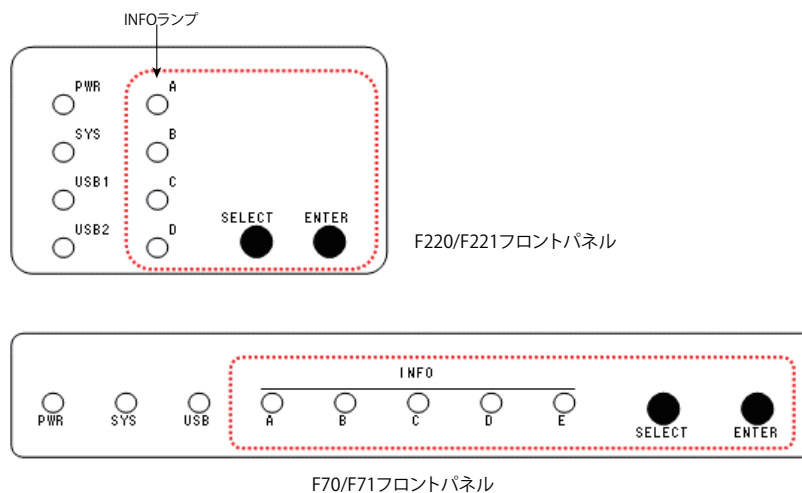 INFOランプ
PWR A
SYS B
USB1 C
USB2 D SELECT ENTER
F220/F221フロントパネル
INFO
PWR SYS USB A B C D E SELECT ENTER
F70/F71フロントパネル